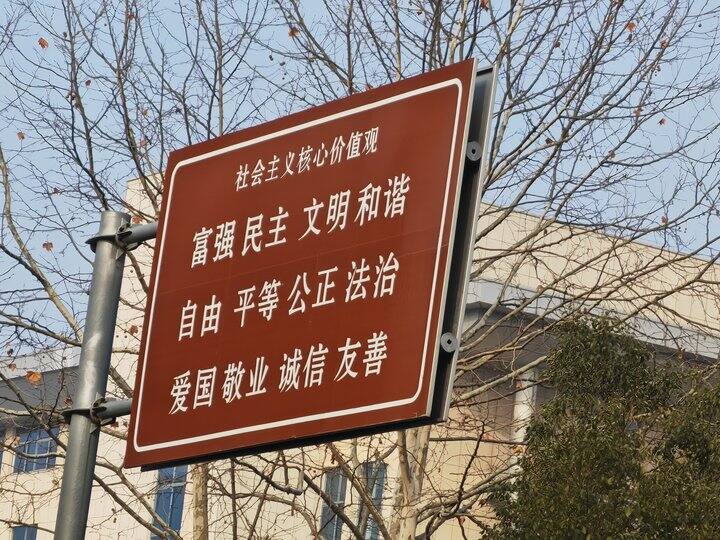 社会主义核心价值观
富强 民主 文明 和谐
自由 平等 公正 法治
爱国 敬业 诚信 友善